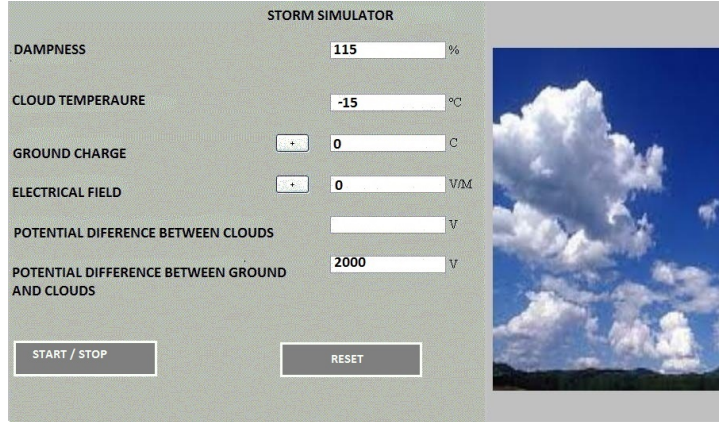 STORM SIMULATOR
DAMPNESS 115 %
CLOUD TEMPERAURE -15 °C
GROUND CHARGE + 0 C
ELECTRICAL FIELD + 0 V/M
POTENTIAL DIFERENCE BETWEEN CLOUDS V
POTENTIAL DIFFERENCE BETWEEN GROUND 2000 V
AND CLOUDS
START / STOP RESET